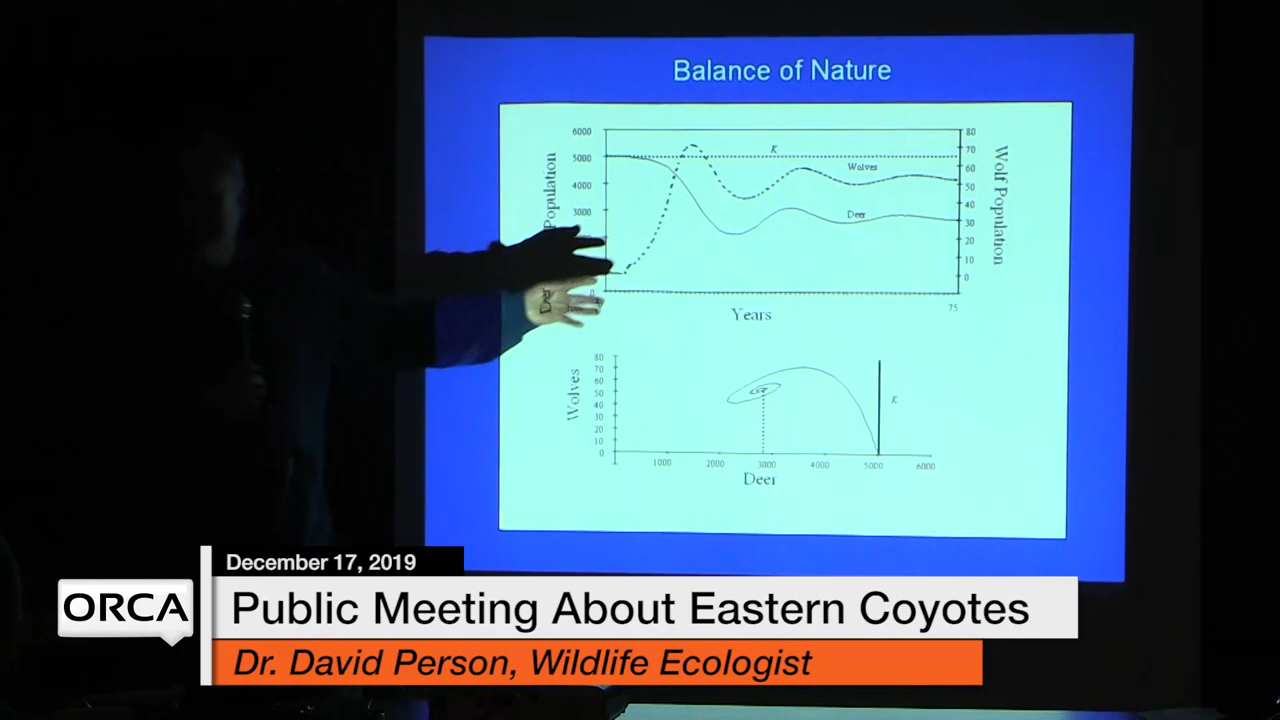 Balance of Nature
6000
5000
4000
3000
0
Population
K
Wolves
Deer
80
70
60
50
40
30
20
10
0
Wolf Population
Years
75
Wolves
80
70
60
50
40
30
20
10
0
K
1000 2000 3000 4000 5000 6000
Deer
December 17, 2019
ORCA
Public Meeting About Eastern Coyotes
Dr. David Person, Wildlife Ecologist